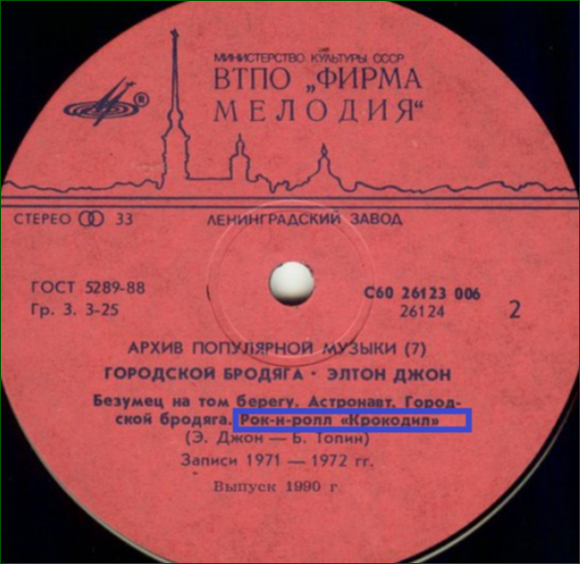 МИНИСТЕРСТВО КУЛЬТУРЫ СССР
ВТПО „ФИРМА
МЕЛОДИЯ“
®
СТЕРЕО 33
ЛЕНИНГРАДСКИЙ ЗАВОД
ГОСТ 5289-88
Гр. 3. 3-25
С60 26123 006
26124
2
АРХИВ ПОПУЛЯРНОЙ МУЗЫКИ (7)
ГОРОДСКОЙ БРОДЯГА · ЭЛТОН ДЖОН
Безумец на том берегу. Астронавт. Город-
ской бродяга. Рок-н-ролл «Крокодил»
(Э. Джон — Б. Топин)
Записи 1971 — 1972 гг.
Выпуск 1990 г.